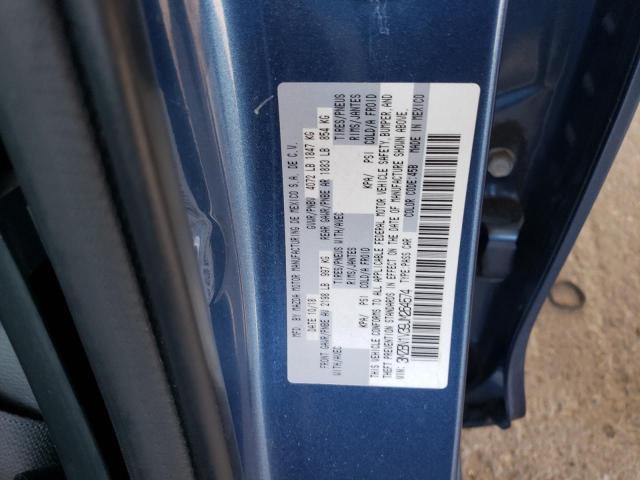 MFD. BY MAZDA MOTOR MANUFACTURING DE MEXICO S.A. DE C.V.
DATE: 10/18 GVWR/PNBV 4072 LB 1847 KG
FRONT GAWR/PNBE AV 2198 LB 997 KG REAR GAWR/PNBE AR 1883 LB 854 KG
WITH/AVEC TIRES/PNEUS WITH/AVEC TIRES/PNEUS
RIMS/JANTES RIMS/JANTES
KPA/ PSI COLD/A FROID KPA/ PSI COLD/A FROID
THIS VEHICLE CONFORMS TO ALL APPLICABLE FEDERAL MOTOR VEHICLE SAFETY, BUMPER, AND
THEFT PREVENTION STANDARDS IN EFFECT ON THE DATE OF MANUFACTURE SHOWN ABOVE.
VIN: TYPE:PASS CAR COLOR CODE:45B MADE IN MEXICO